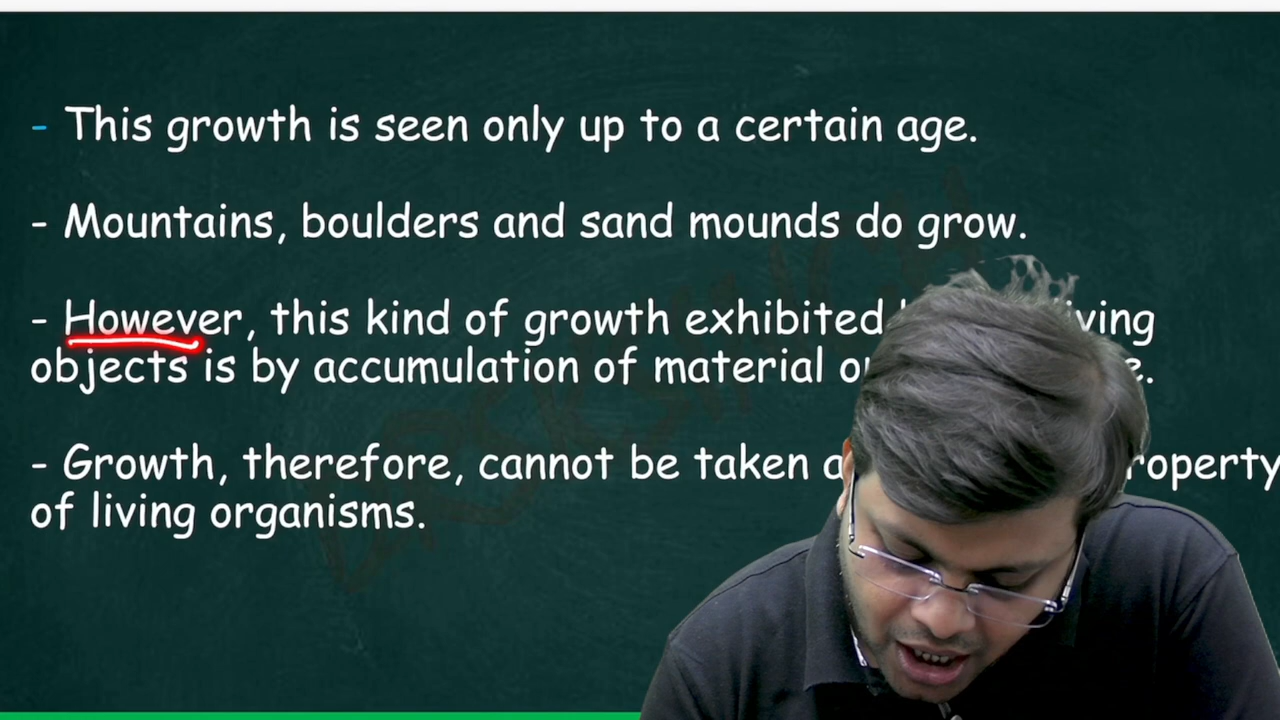 - This growth is seen only up to a certain age.
- Mountains, boulders and sand mounds do grow.
- However, this kind of growth exhibited
objects is by accumulation of material
- Growth, therefore, cannot be taken
of living organisms.